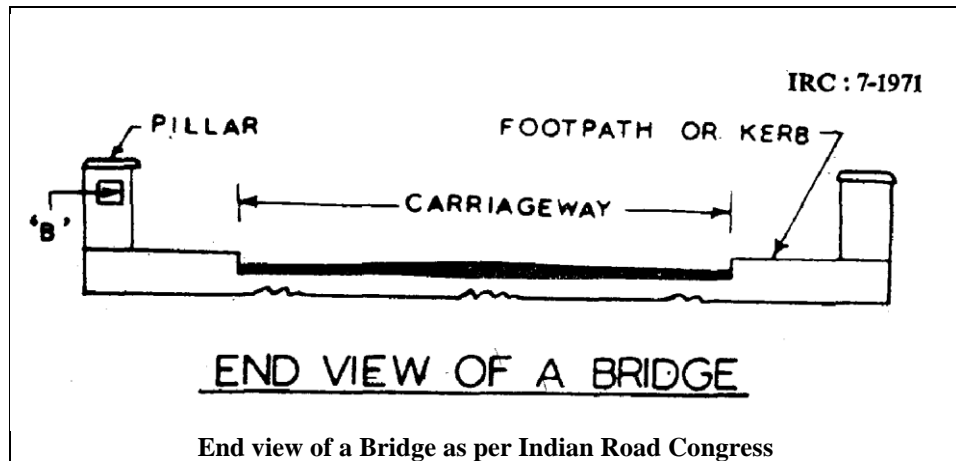 IRC : 7-1971
PILLAR
FOOTPATH OR KERB
'B'
CARRIAGEWAY
END VIEW OF A BRIDGE
End view of a Bridge as per Indian Road Congress